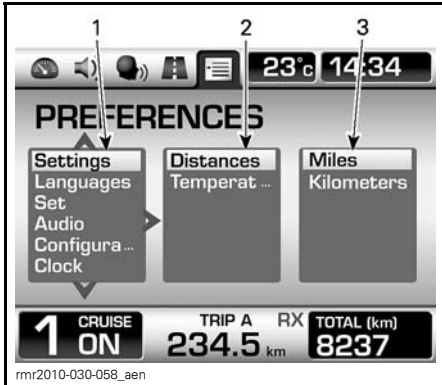 1 2 3
23°c 14:34
PREFERENCES
Settings Distances Miles
Languages Temperat ... Kilometers
Set
Audio
Configura ...
Clock
1 CRUISE ON TRIP A 234.5 km RX TOTAL (km) 8237
rmr2010-030-058_aen